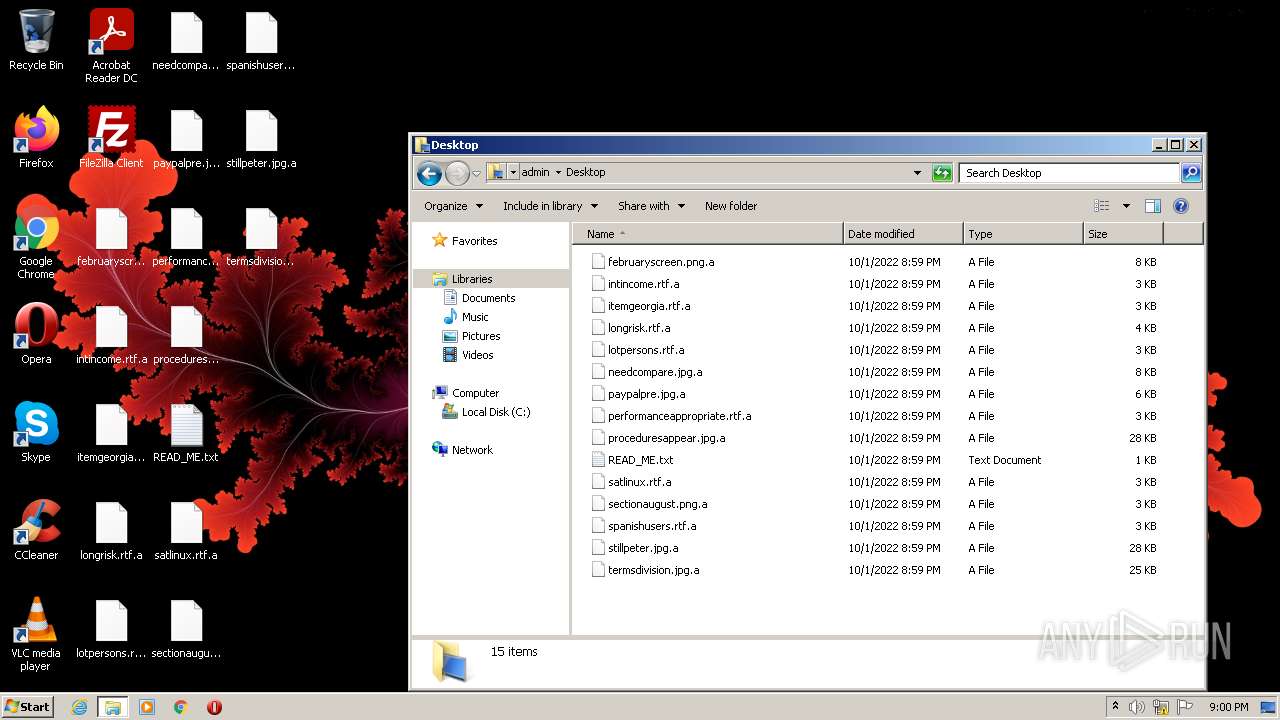 Recycle Bin
Acrobat
Reader DC
needcompa...
spanishuser...
Firefox
FileZilla Client
paypalpre.j...
stillpeter.jpg.a
Google
Chrome
februaryscr...
performanc...
termsdivisio...
Opera
intincome.rtf.a
procedures...
Skype
itemgeorgia...
READ_ME.txt
CCleaner
longrisk.rtf.a
satlinux.rtf.a
VLC media
player
lotpersons.r...
sectionaugu...
Desktop
admin Desktop
Search Desktop
Organize Include in library Share with New folder
Favorites
Libraries
Documents
Music
Pictures
Videos
Computer
Local Disk (C:)
Network
Name Date modified Type Size
februaryscreen.png.a 10/1/2022 8:59 PM A File 8 KB
intincome.rtf.a 10/1/2022 8:59 PM A File 3 KB
itemgeorgia.rtf.a 10/1/2022 8:59 PM A File 3 KB
longrisk.rtf.a 10/1/2022 8:59 PM A File 3 KB
lotpersons.rtf.a 10/1/2022 8:59 PM A File 3 KB
needcompare.jpg.a 10/1/2022 8:59 PM A File 8 KB
paypalpre.jpg.a 10/1/2022 8:59 PM A File 6 KB
performanceappropriate.rtf.a 10/1/2022 8:59 PM A File 3 KB
proceduresappear.jpg.a 10/1/2022 8:59 PM A File 24 KB
READ_ME.txt 10/1/2022 8:59 PM Text Document 1 KB
satlinux.rtf.a 10/1/2022 8:59 PM A File 3 KB
sectionaugust.png.a 10/1/2022 8:59 PM A File 3 KB
spanishusers.rtf.a 10/1/2022 8:59 PM A File 3 KB
stillpeter.jpg.a 10/1/2022 8:59 PM A File 28 KB
termsdivision.jpg.a 10/1/2022 8:59 PM A File 25 KB
15 items
ANY RUN
Start
9:00 PM